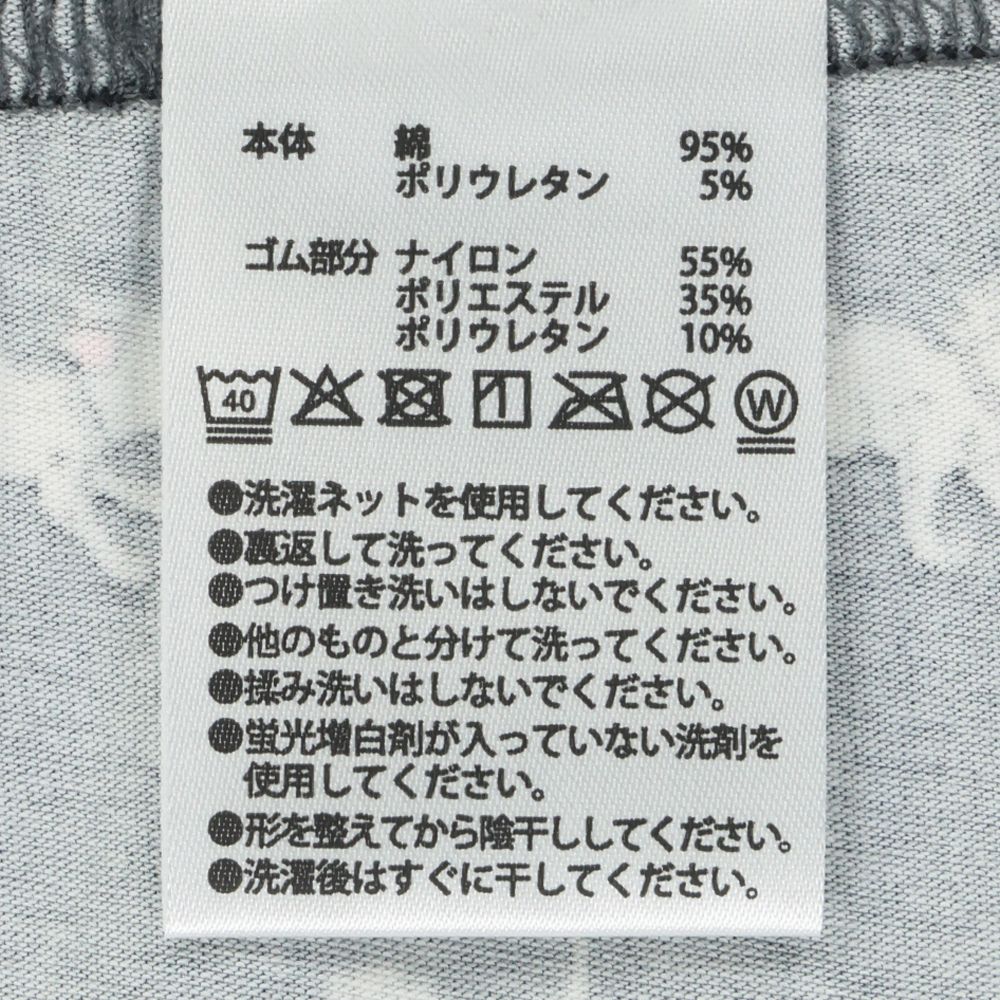 本体 綿 95%
ポリウレタン 5%
ゴム部分 ナイロン 55%
ポリエステル 35%
ポリウレタン 10%
40 W
●洗濯ネットを使用してください。
●裏返して洗ってください。
●つけ置き洗いはしないでください。
●他のものと分けて洗ってください。
●揉み洗いはしないでください。
●蛍光増白剤が入っていない洗剤を
使用してください。
●形を整えてから陰干ししてください。
●洗濯後はすぐに干してください。